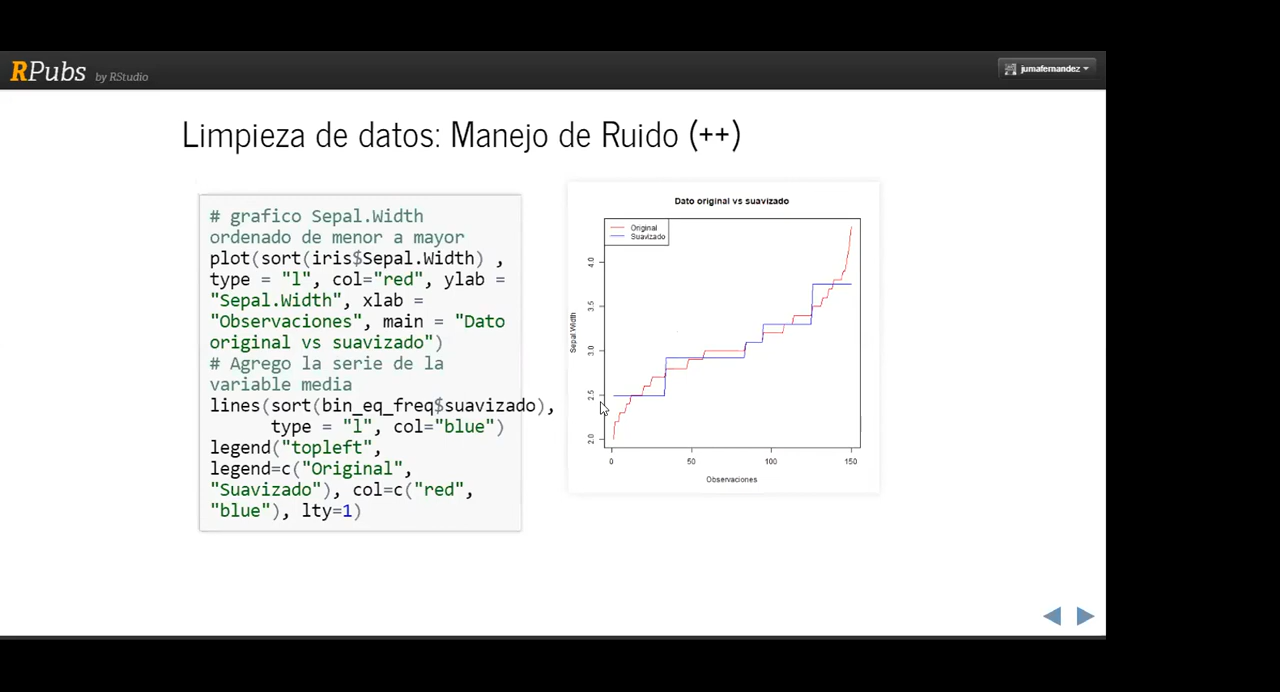 RPubs by RStudio
jumafernandez
Limpieza de datos: Manejo de Ruido (++)
# grafico Sepal.Width
ordenado de menor a mayor
plot(sort(iris$Sepal.Width) ,
type = "l", col="red", ylab =
"Sepal.Width", xlab =
"Observaciones", main = "Dato
original vs suavizado")
# Agrego la serie de la
variable media
lines(sort(bin_eq_freq$suavizado),
type = "l", col="blue")
legend("topleft",
legend=c("Original",
"Suavizado"), col=c("red",
"blue"), lty=1)
Dato original vs suavizado
Original
Suavizado
Sepal.Width
4.0
3.5
3.0
2.5
2.0
0 50 100 150
Observaciones